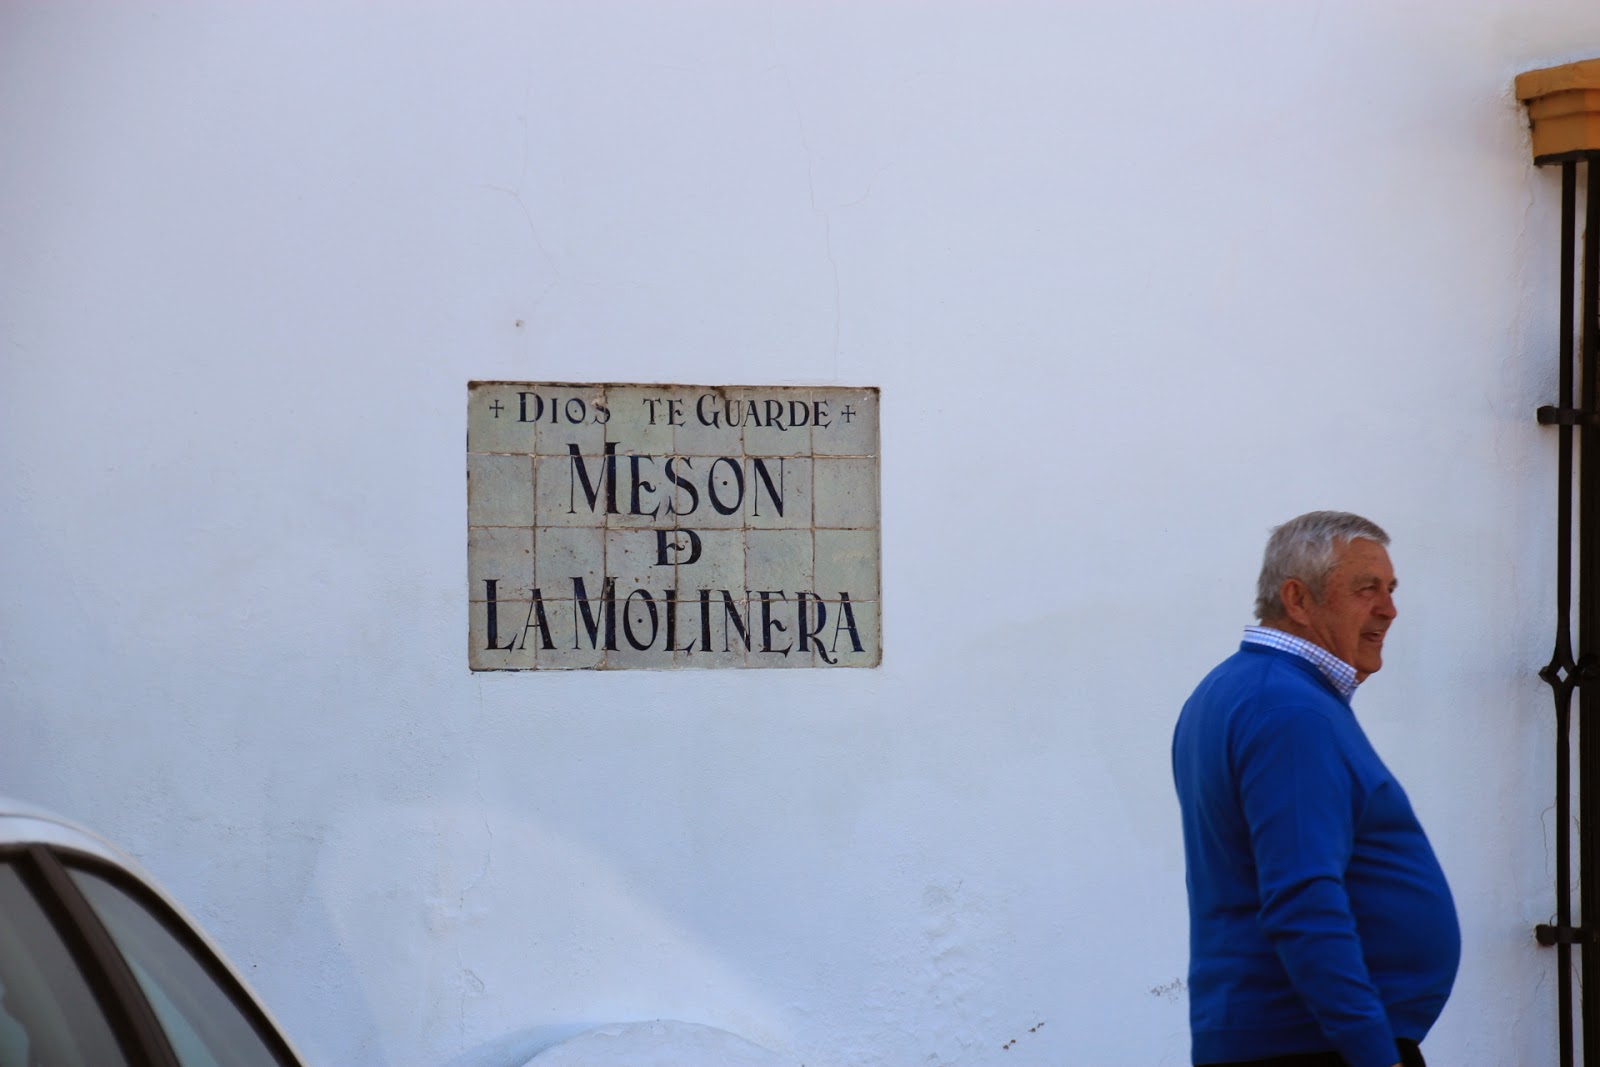 + DIOS TE GUARDE +
MESON
D
LA MOLINERA